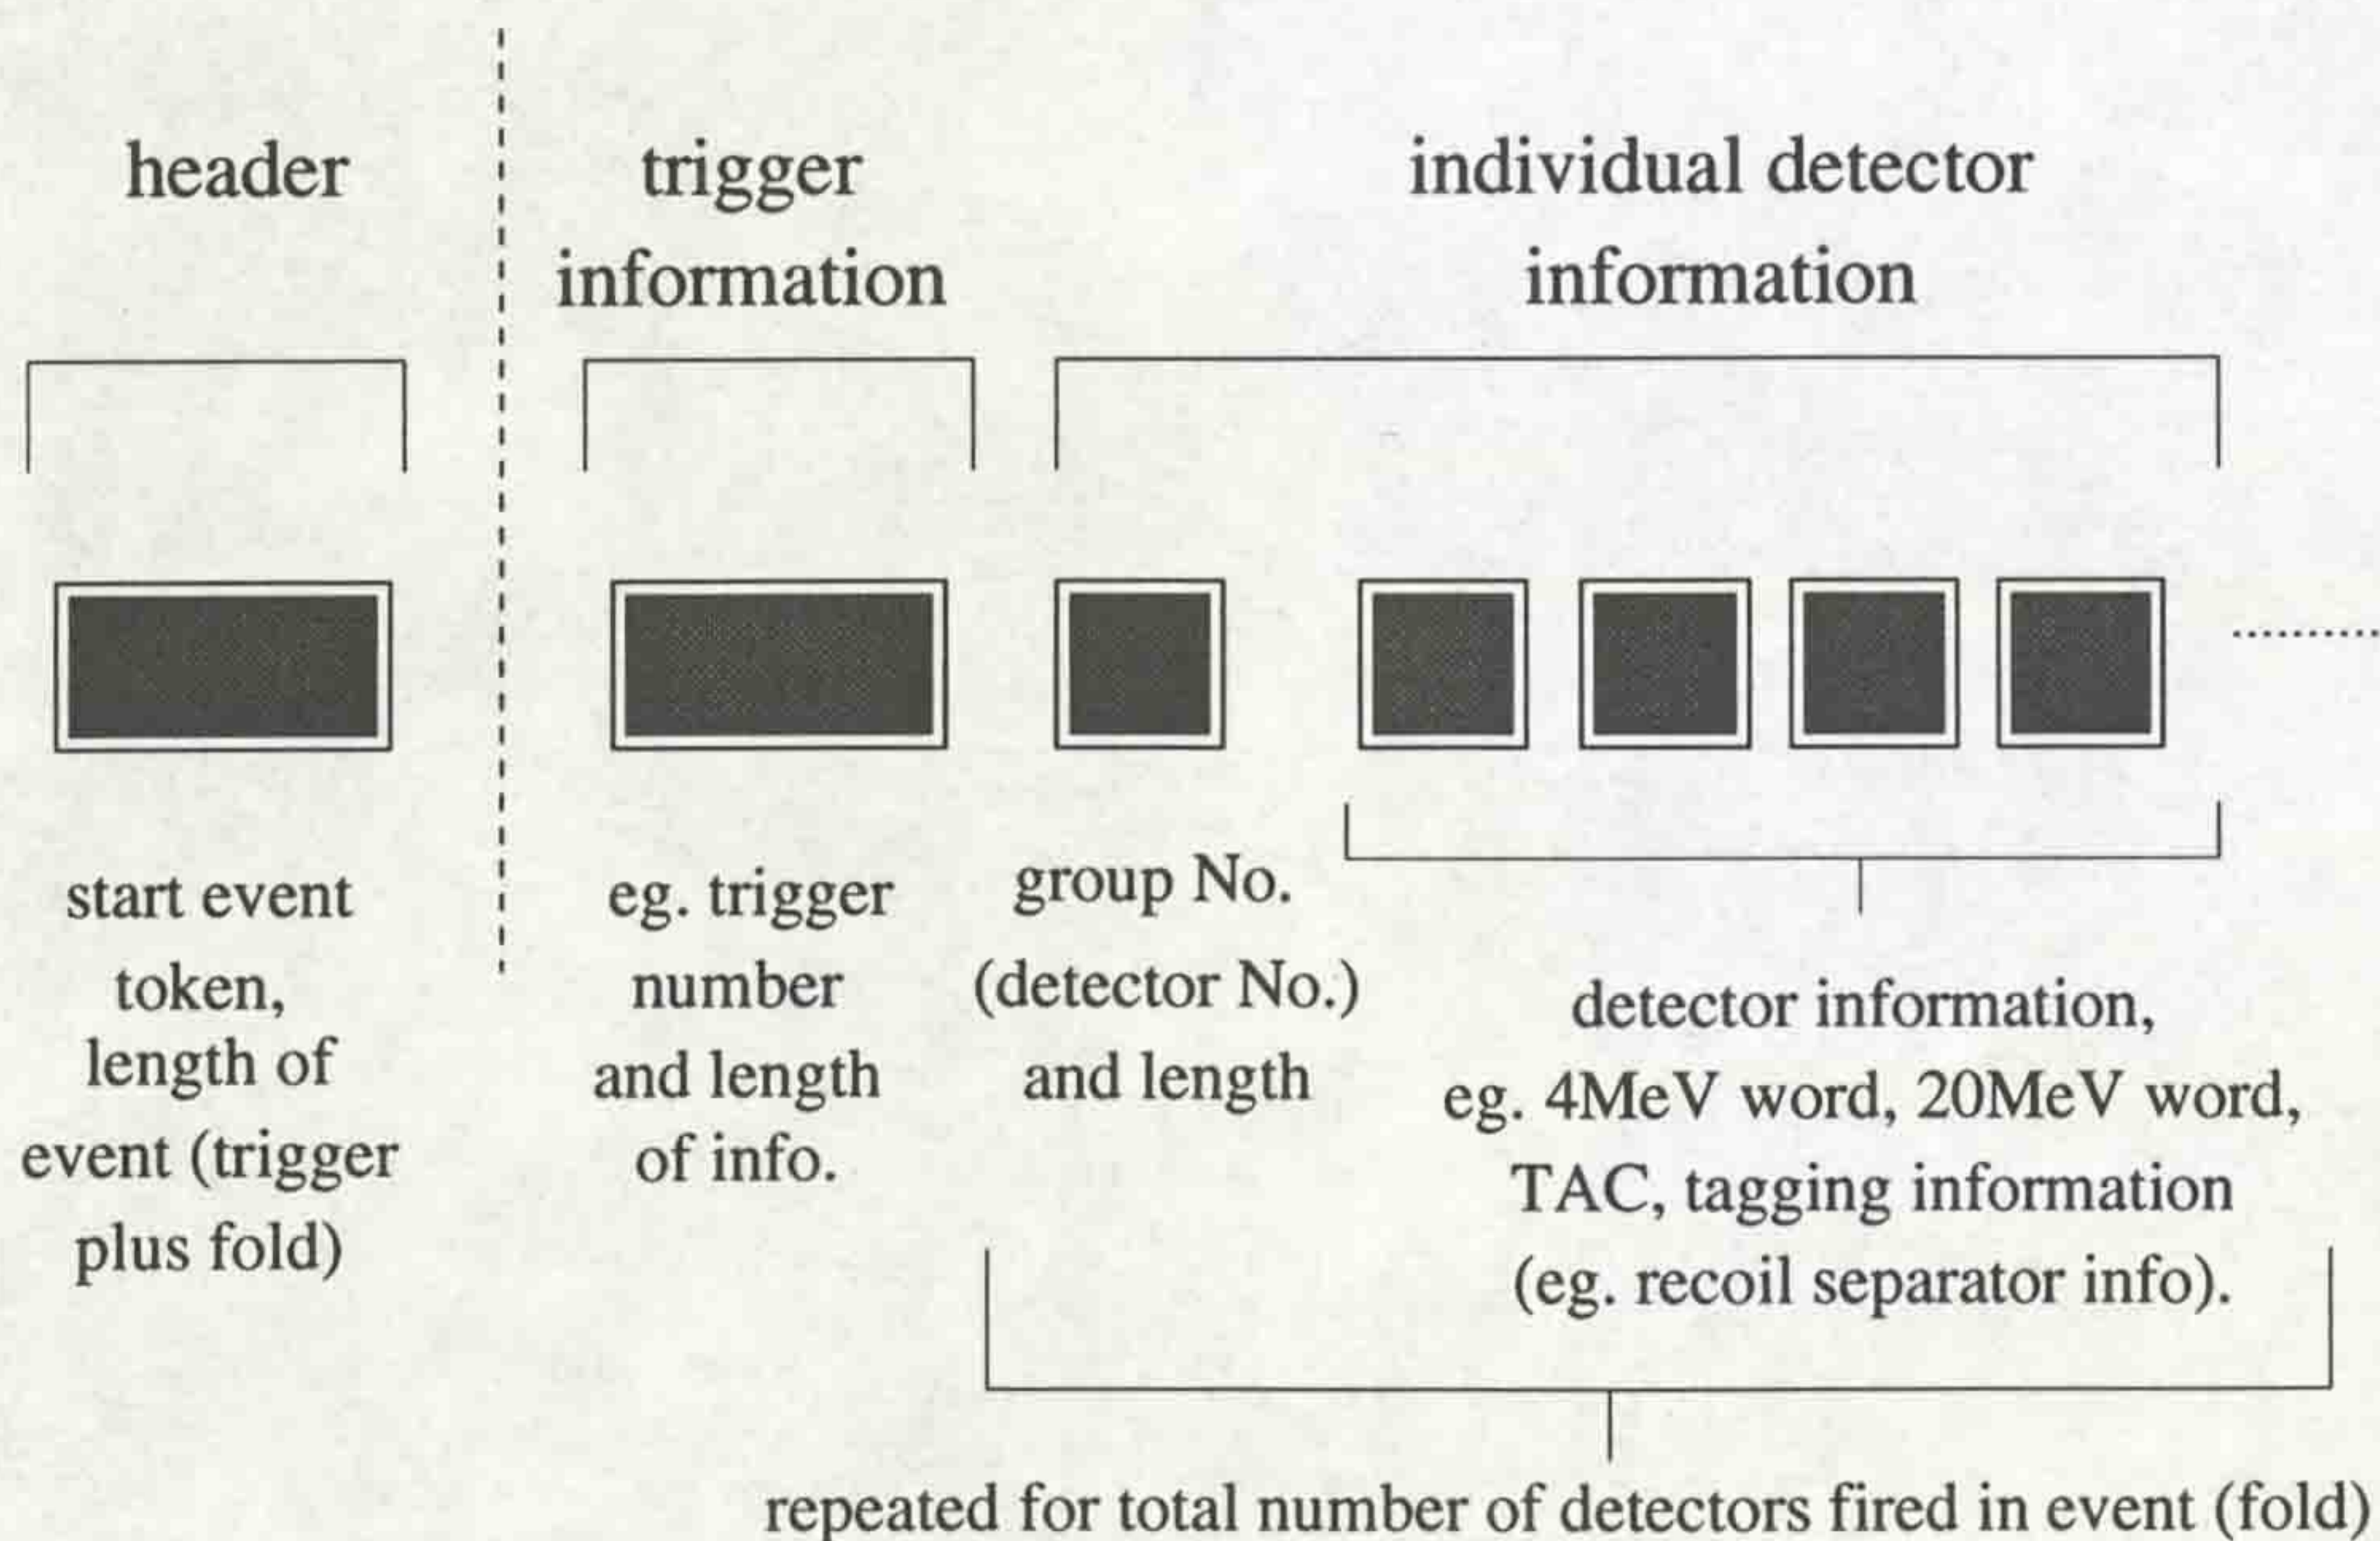 header
trigger
information
individual detector
information
start event
token,
length of
event (trigger
plus fold)
eg. trigger
number
and length
of info.
group No.
(detector No.)
and length
detector information,
eg. 4MeV word, 20MeV word,
TAC, tagging information
(eg. recoil separator info).
repeated for total number of detectors fired in event (fold)